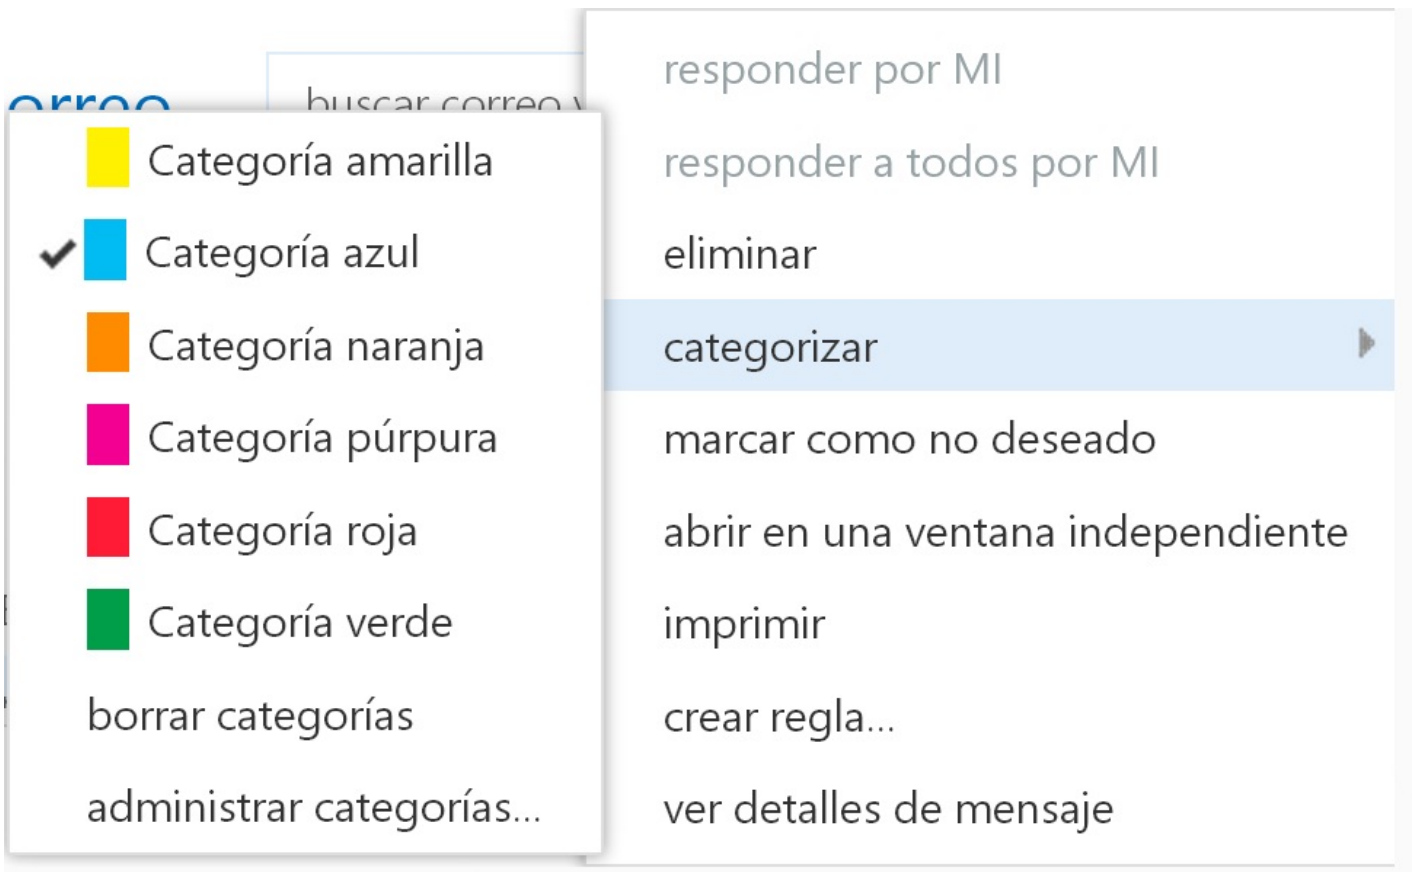 buscar correo
Categoría amarilla
Categoría azul
Categoría naranja
Categoría púrpura
Categoría roja
Categoría verde
borrar categorías
administrar categorías...
responder por MI
responder a todos por MI
eliminar
categorizar
marcar como no deseado
abrir en una ventana independiente
imprimir
crear regla...
ver detalles de mensaje